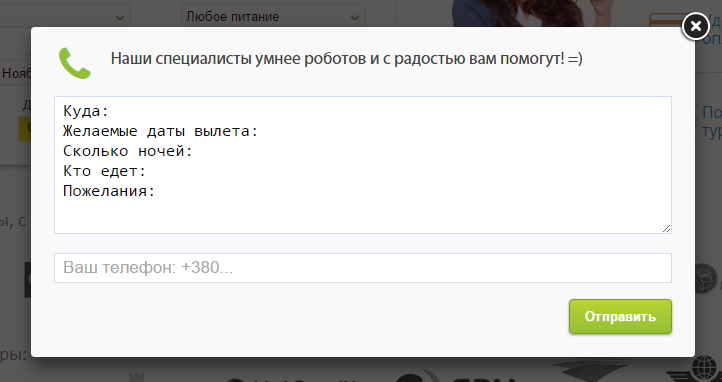 Любое питание
Наши специалисты умнее роботов и с радостью вам помогут! =)
Куда:
Желаемые даты вылета:
Сколько ночей:
Кто едет:
Пожелания:
Ваш телефон: +380...
Отправить